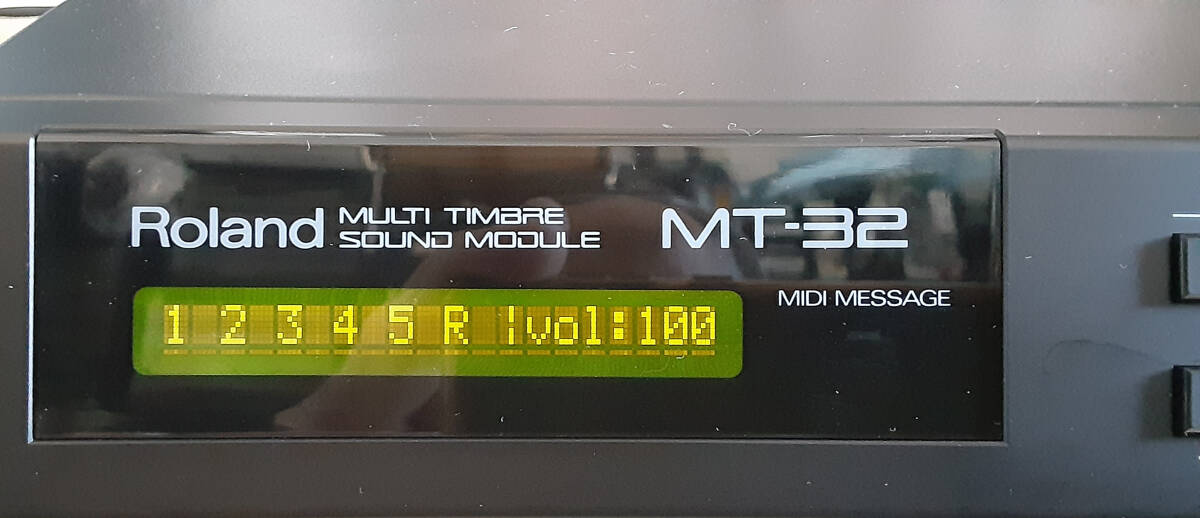 Roland MULTI TIMBRE
SOUND MODULE
MT-32
MIDI MESSAGE
1 2 3 4 5 R |vol:100